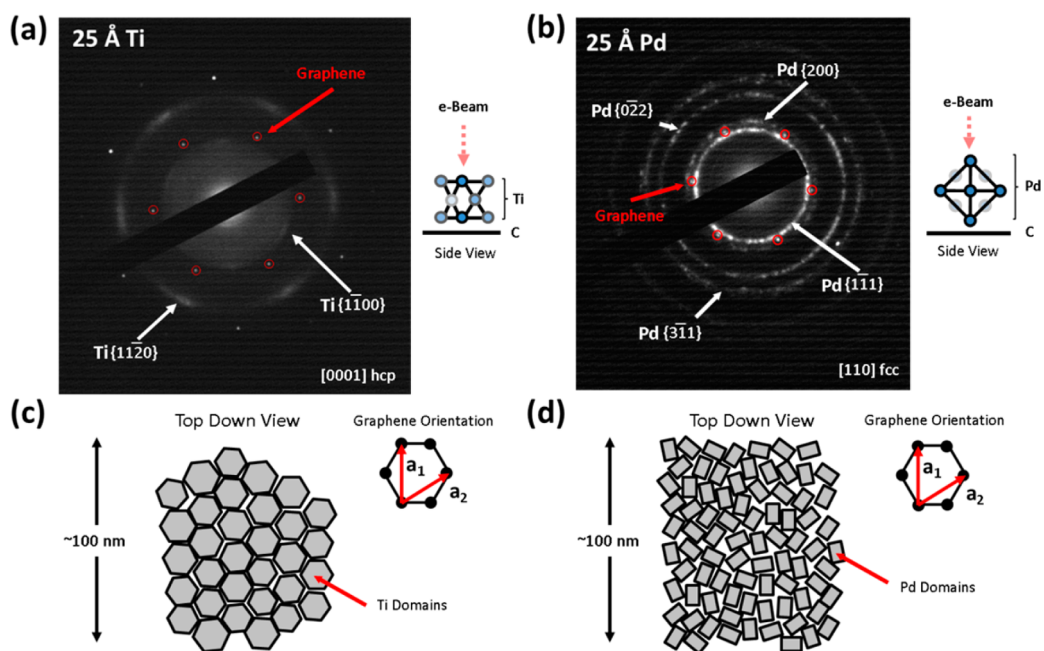 (a)
25 Å Ti
Graphene
Ti {11̅00}
Ti{112̅0}
[0001] hcp
e-Beam
Ti
C
Side View
(b)
25 Å Pd
Pd {200}
Pd {02̅2}
Graphene
Pd {11̅1}
Pd {31̅1}
[110] fcc
e-Beam
Pd
C
Side View
(c)
Top Down View
Graphene Orientation
a₁
a₂
~100 nm
Ti Domains
(d)
Top Down View
Graphene Orientation
a₁
a₂
~100 nm
Pd Domains